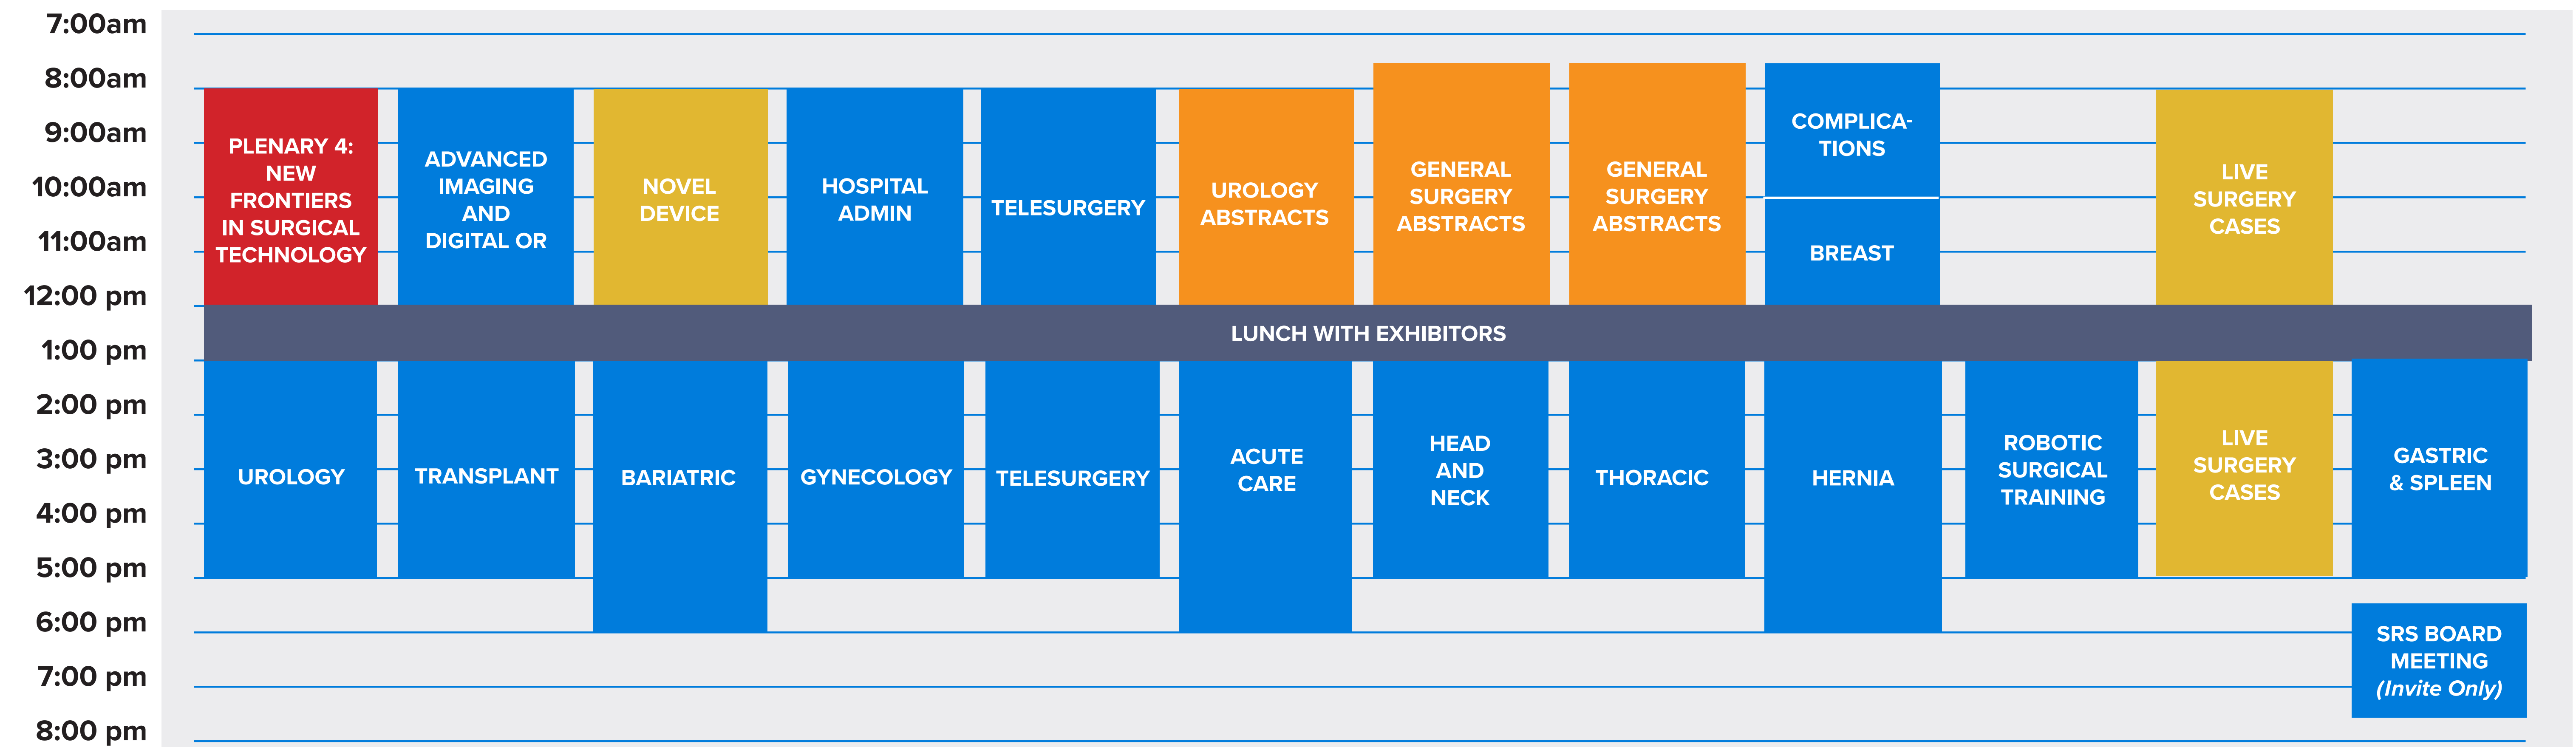 7:00am
8:00am
9:00am
10:00am
11:00am
12:00 pm
1:00 pm
2:00 pm
3:00 pm
4:00 pm
5:00 pm
6:00 pm
7:00 pm
8:00 pm
PLENARY 4:
NEW
FRONTIERS
IN SURGICAL
TECHNOLOGY
ADVANCED
IMAGING
AND
DIGITAL OR
NOVEL
DEVICE
HOSPITAL
ADMIN
TELESURGERY
UROLOGY
ABSTRACTS
GENERAL
SURGERY
ABSTRACTS
GENERAL
SURGERY
ABSTRACTS
COMPLICA-
TIONS
BREAST
LIVE
SURGERY
CASES
LUNCH WITH EXHIBITORS
UROLOGY
TRANSPLANT
BARIATRIC
GYNECOLOGY
TELESURGERY
ACUTE
CARE
HEAD
AND
NECK
THORACIC
HERNIA
ROBOTIC
SURGICAL
TRAINING
LIVE
SURGERY
CASES
GASTRIC
& SPLEEN
SRS BOARD
MEETING
(Invite Only)